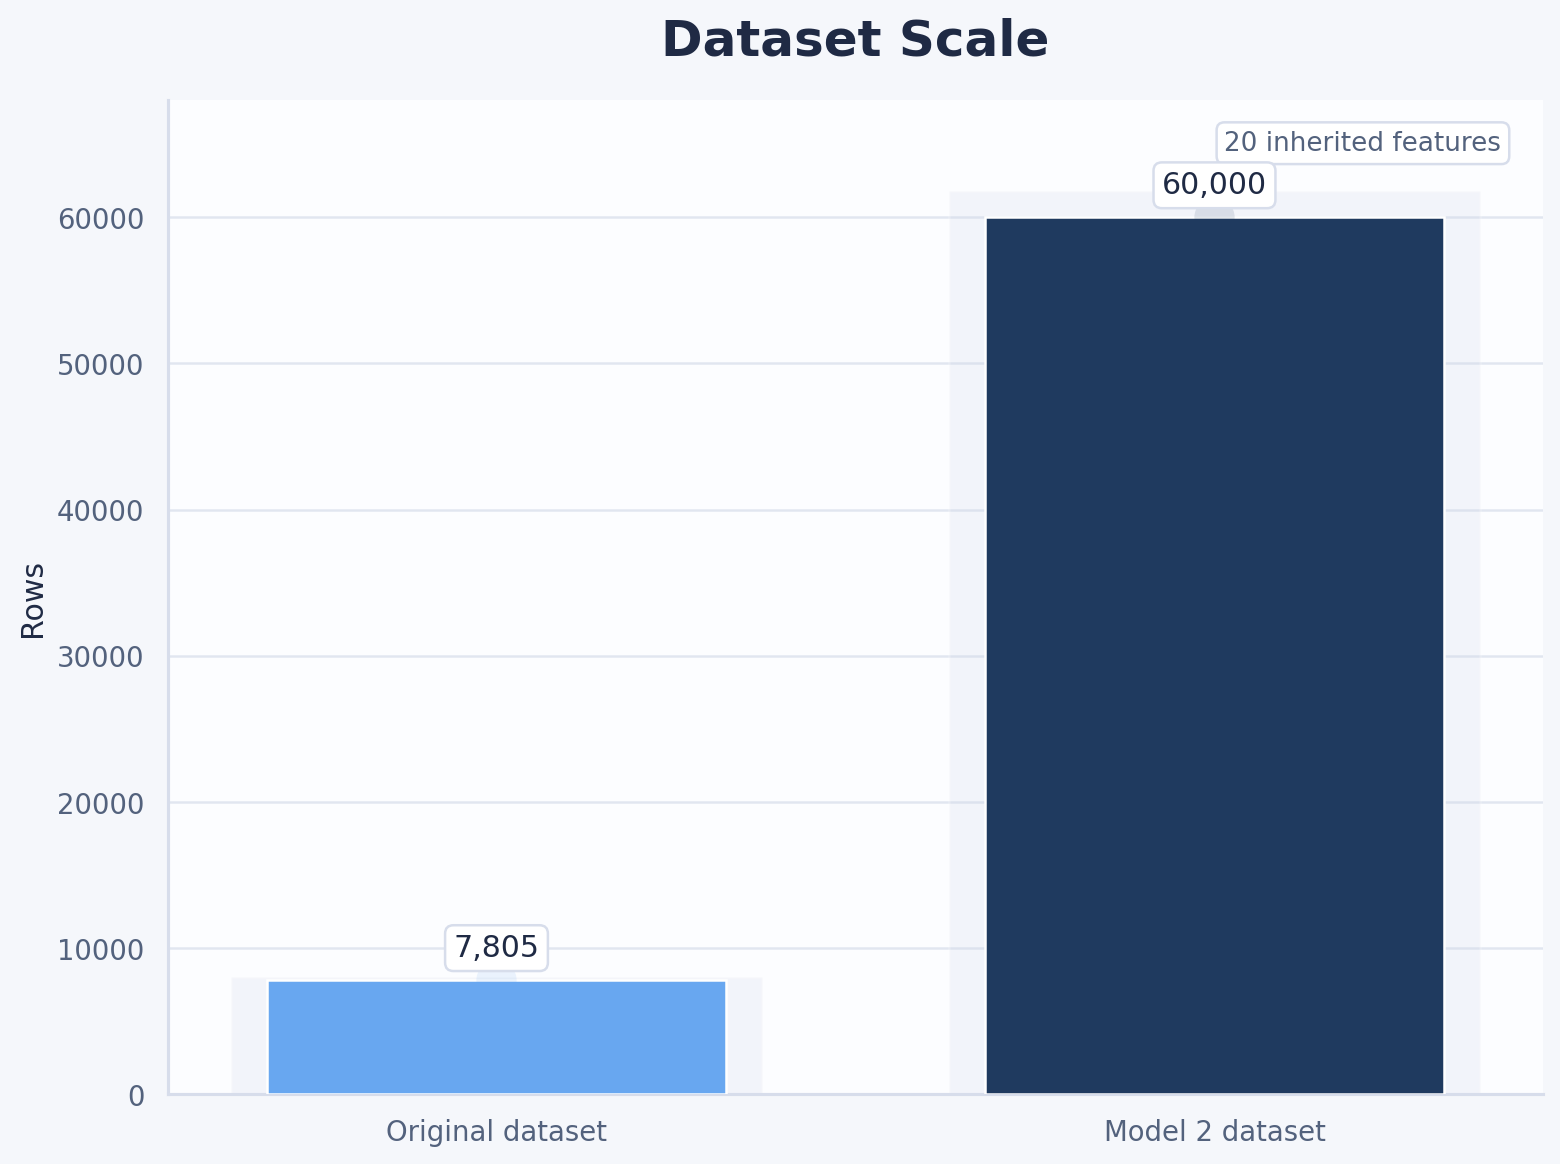 Dataset Scale
20 inherited features
60,000
60000
50000
40000
Rows
30000
20000
7,805
10000
0
Original dataset
Model 2 dataset